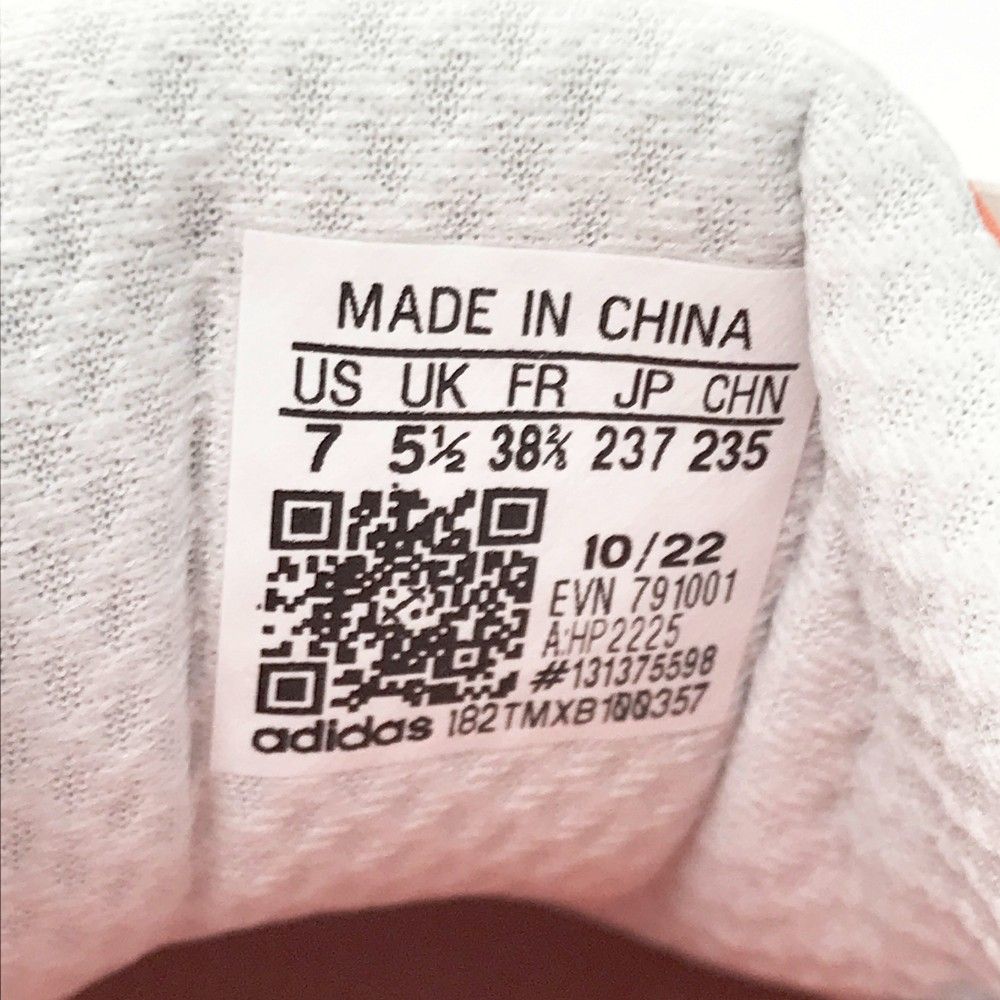 MADE IN CHINA
US UK FR JP CHN
7 5½ 38⅔ 237 235
10/22
EVN 791001
A:HP2225
#131375598
adidas 182TMXB100357